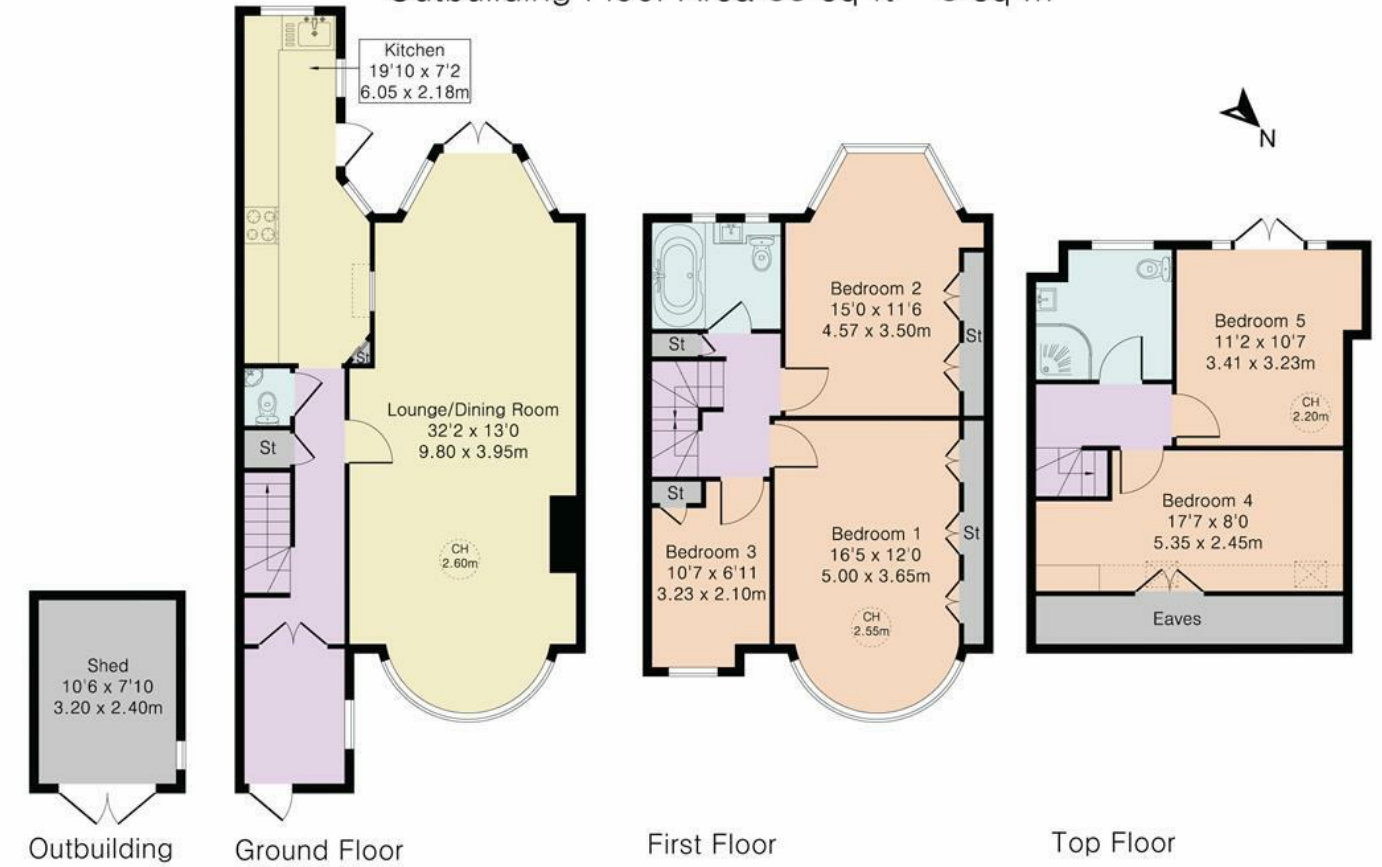 Kitchen
19'10 x 7'2
6.05 x 2.18m
N
St
St
Lounge/Dining Room
32'2 x 13'0
9.80 x 3.95m
CH
2.60m
Shed
10'6 x 7'10
3.20 x 2.40m
Bedroom 2
15'0 x 11'6
4.57 x 3.50m
St
St
St
Bedroom 3
10'7 x 6'11
3.23 x 2.10m
Bedroom 1
16'5 x 12'0
5.00 x 3.65m
St
CH
2.55m
Bedroom 5
11'2 x 10'7
3.41 x 3.23m
CH
2.20m
Bedroom 4
17'7 x 8'0
5.35 x 2.45m
Eaves
Outbuilding
Ground Floor
First Floor
Top Floor